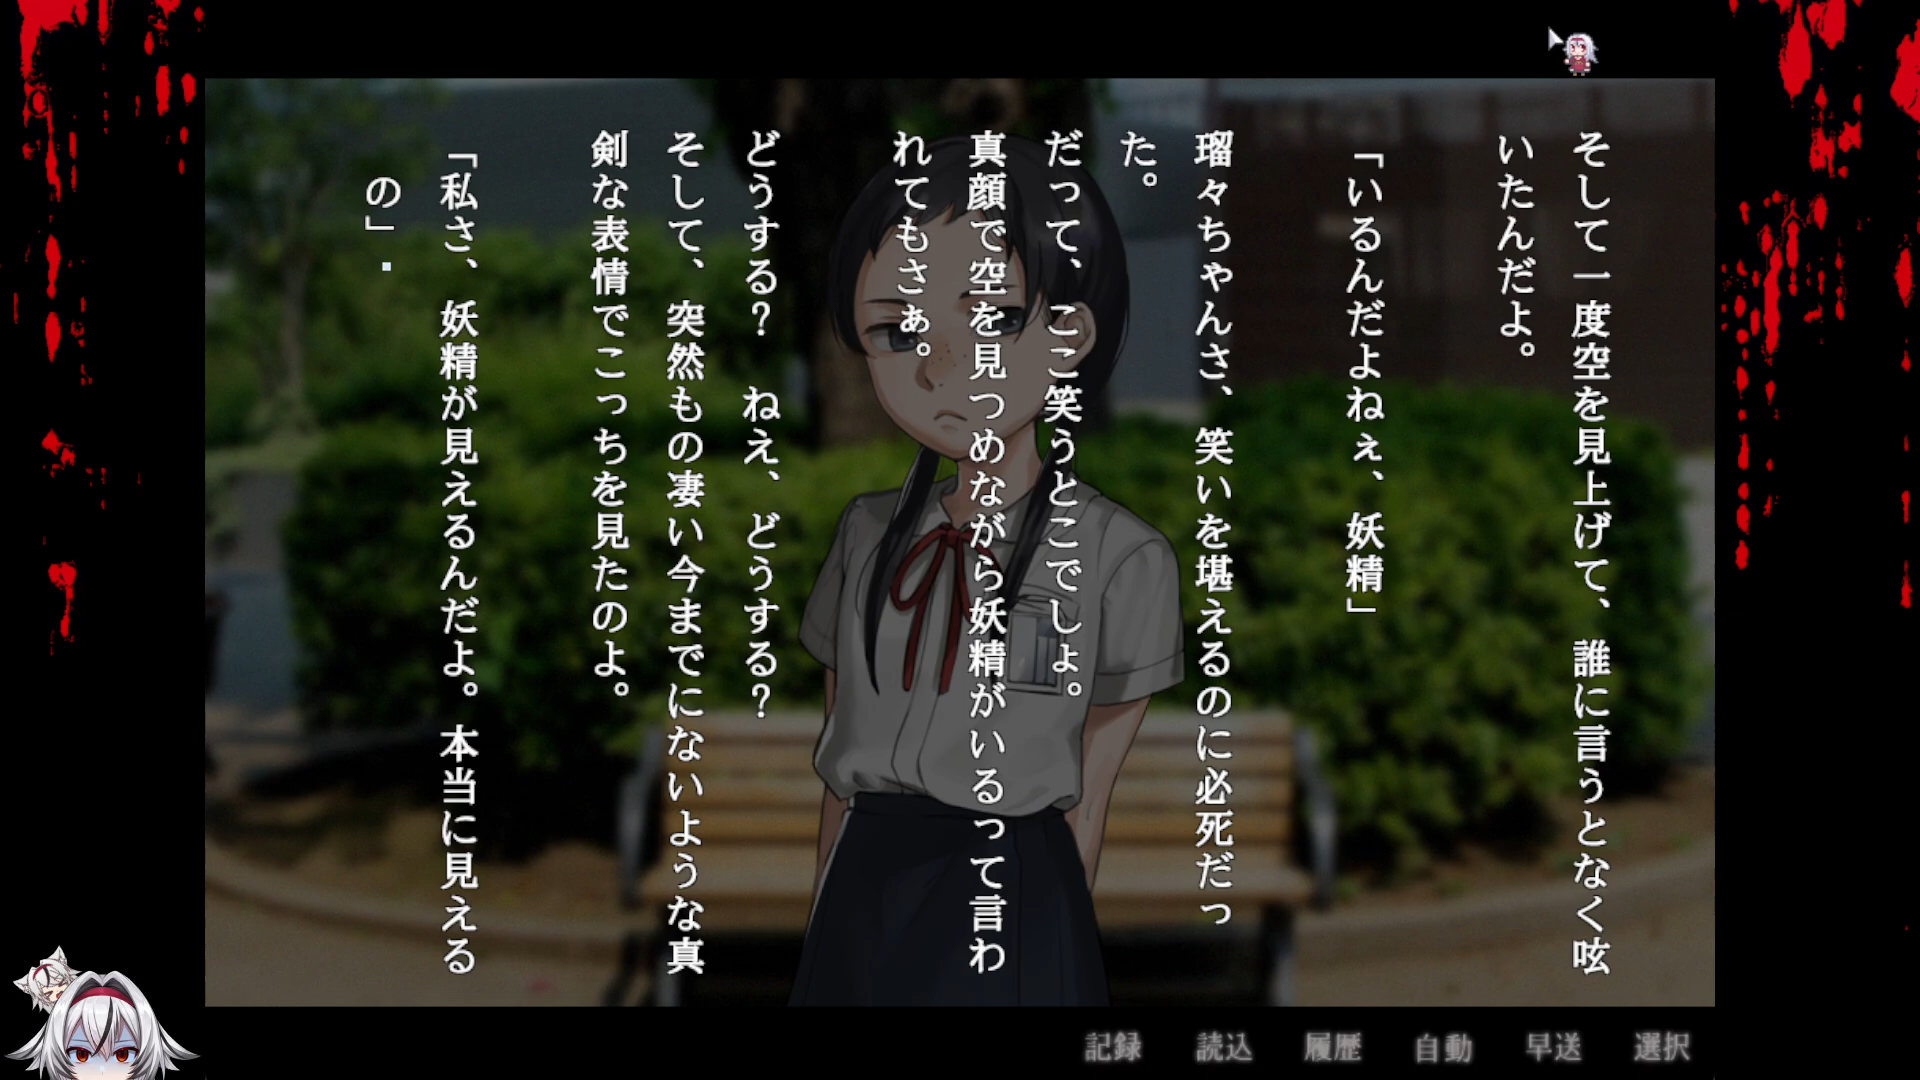 そして一度空を見上げて、誰に言うとなく呟
いたんだよ。
「いるんだよねぇ、妖精」
瑠々ちゃんさ、笑いを堪えるのに必死だっ
た。
だって、ここ笑うとこでしょ。
真顔で空を見つめながら妖精がいるって言わ
れてもさぁ。
どうする？　ねえ、どうする？
そして、突然もの凄い今までにないような真
剣な表情でこっちを見たのよ。
「私さ、妖精が見えるんだよ。本当に見える
の」
記録
読込
履歴
自動
早送
選択